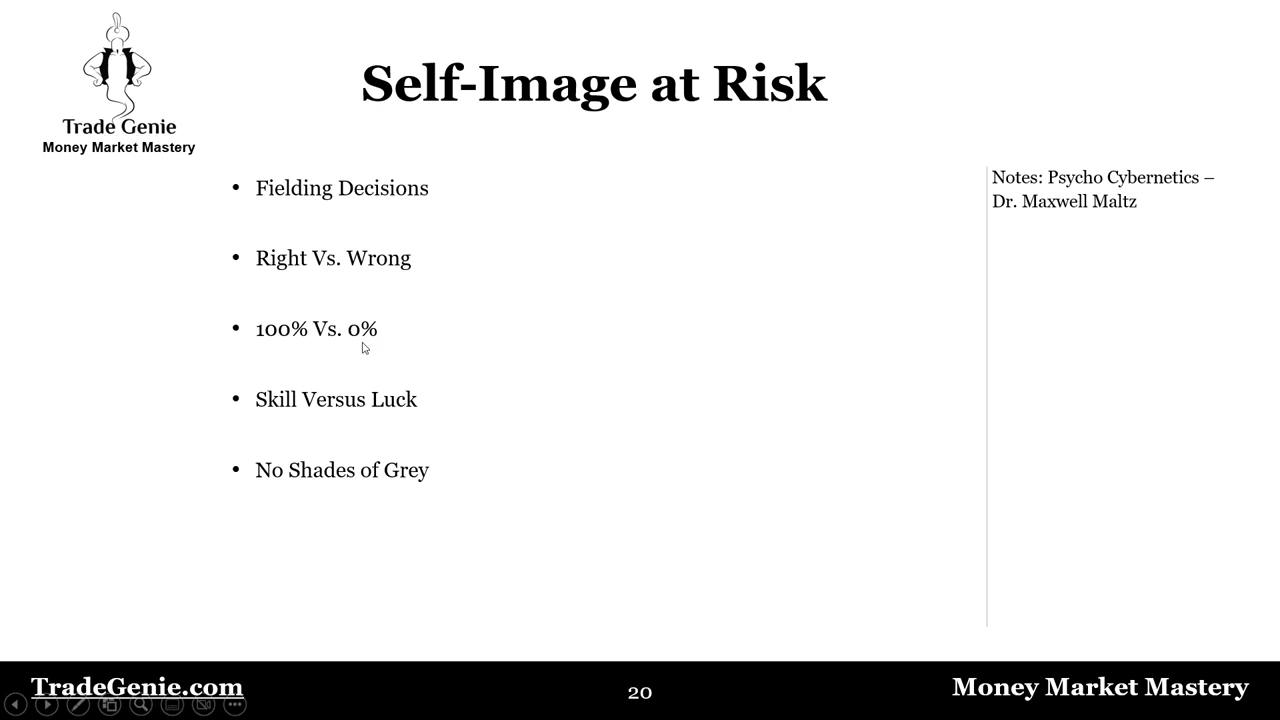 Trade Genie
Money Market Mastery
Self-Image at Risk
• Fielding Decisions
• Right Vs. Wrong
• 100% Vs. 0%
• Skill Versus Luck
• No Shades of Grey
Notes: Psycho Cybernetics –
Dr. Maxwell Maltz
TradeGenie.com
20
Money Market Mastery